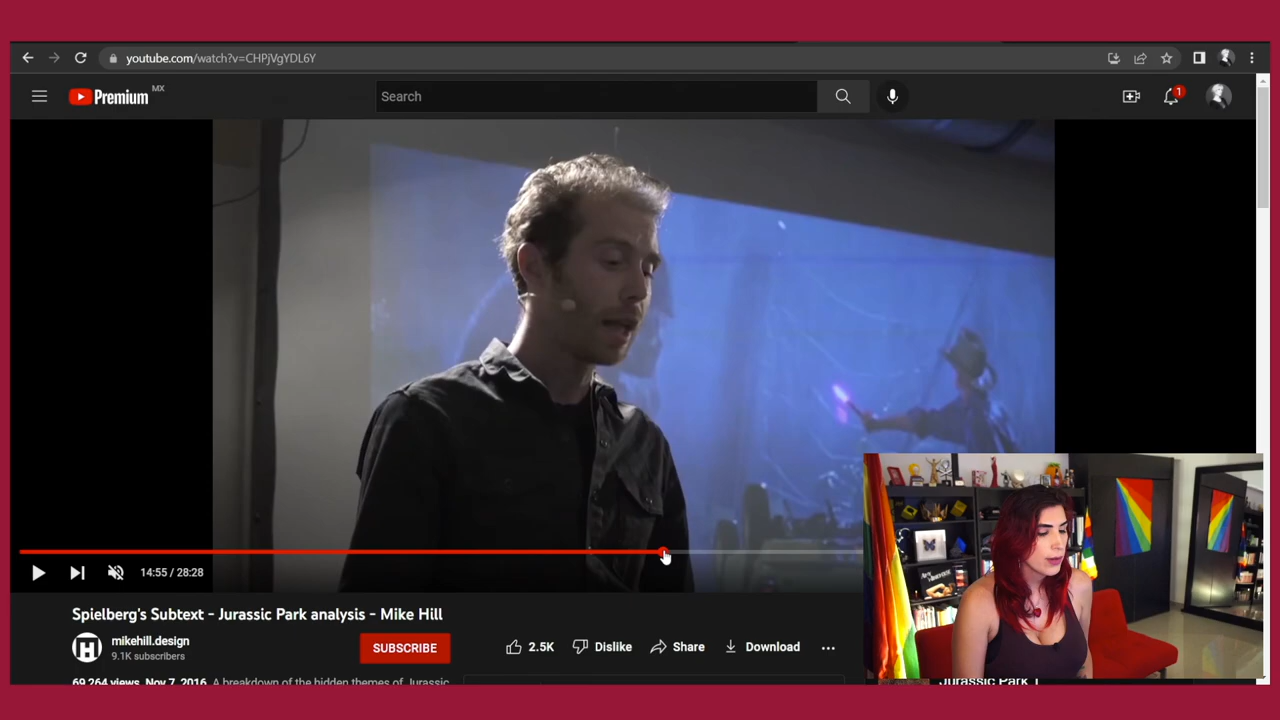 youtube.com/watch?v=CHPjVgYDL6Y
Premium MX
Search
1
14:55 / 28:28
Spielberg's Subtext - Jurassic Park analysis - Mike Hill
mikehill.design
9.1K subscribers
SUBSCRIBE
2.5K
Dislike
Share
Download
69,264 views Nov 7, 2016 A breakdown of the hidden themes of Jurassic
Jurassic Park 1